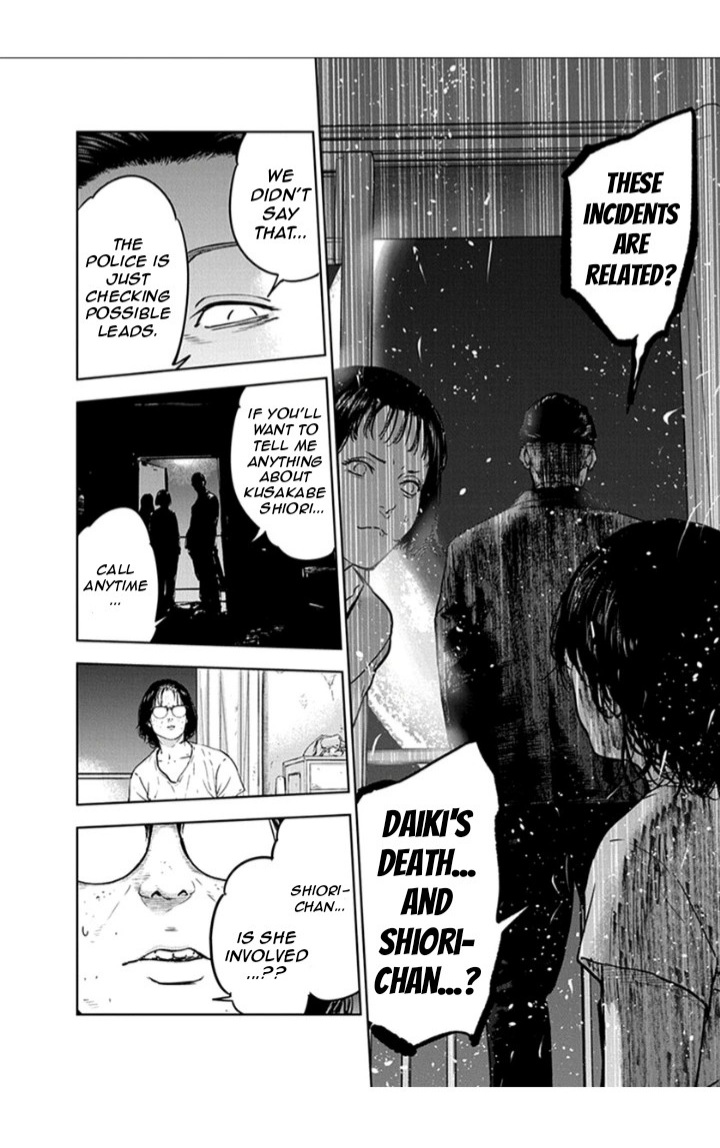 THESE
INCIDENTS
ARE
RELATED?
DAIKI'S
DEATH...
AND
SHIORI-
CHAN...?
WE
DIDN'T
SAY
THAT...
THE
POLICE IS
JUST
CHECKING
POSSIBLE
LEADS.
IF YOU'LL
WANT TO
TELL ME
ANYTHING
ABOUT
KUSAKABE
SHIORI...
CALL
ANYTIME
...
SHIORI-
CHAN...
IS SHE
INVOLVED
...??